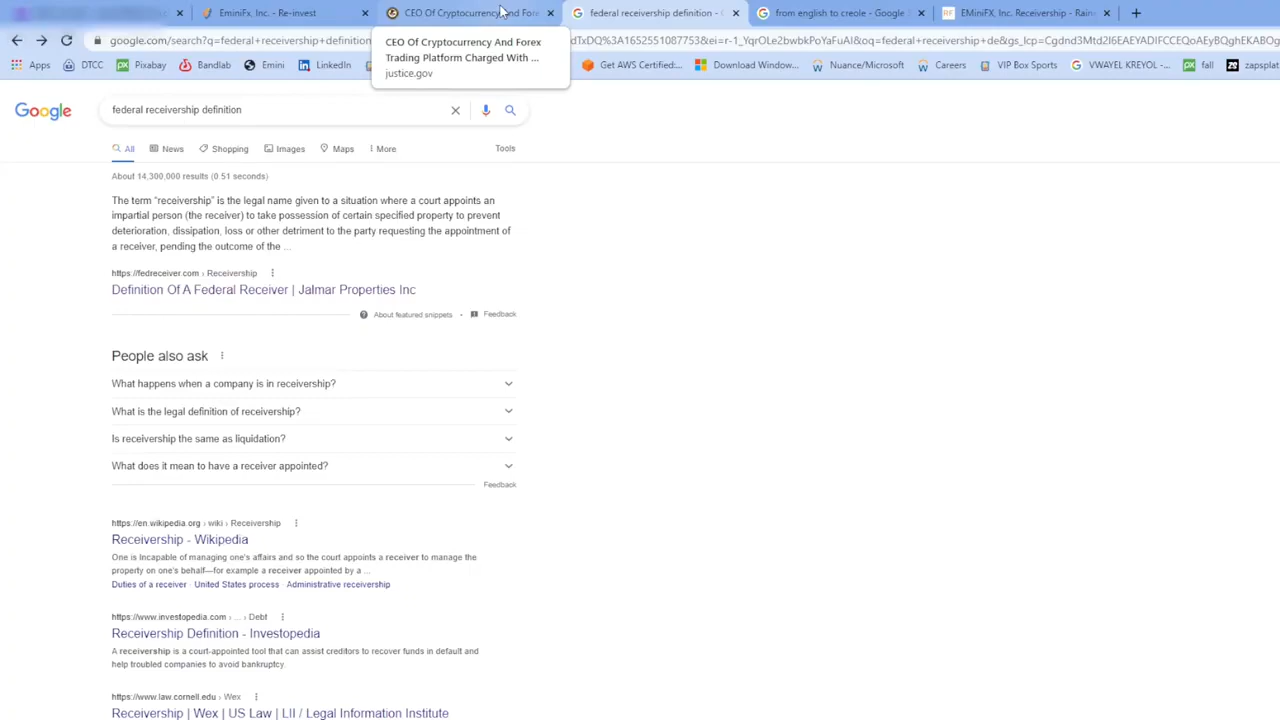 EminiFx, Inc. - Re-invest
CEO Of Cryptocurrency And Fore
federal receivership definition - G
from english to creole - Google S
EMiniFX, Inc. Receivership - Raine
google.com/search?q=federal+receivership+definition
CEO Of Cryptocurrency And Forex
Trading Platform Charged With ...
justice.gov
Apps
DTCC
Pixabay
Bandlab
Emini
LinkedIn
Get AWS Certified:...
Download Window...
Nuance/Microsoft
Careers
VIP Box Sports
VWAYEL KREYOL -...
fall
zapsplat
Google
federal receivership definition
All
News
Shopping
Images
Maps
More
Tools
About 14,300,000 results (0.51 seconds)
The term “receivership” is the legal name given to a situation where a court appoints an
impartial person (the receiver) to take possession of certain specified property to prevent
deterioration, dissipation, loss or other detriment to the party requesting the appointment of
a receiver, pending the outcome of the ...
https://fedreceiver.com › Receivership
Definition Of A Federal Receiver | Jalmar Properties Inc
About featured snippets
Feedback
People also ask
What happens when a company is in receivership?
What is the legal definition of receivership?
Is receivership the same as liquidation?
What does it mean to have a receiver appointed?
Feedback
https://en.wikipedia.org › wiki › Receivership
Receivership - Wikipedia
One is Incapable of managing one's affairs and so the court appoints a receiver to manage the
property on one's behalf—for example a receiver appointed by a ...
Duties of a receiver · United States process · Administrative receivership
https://www.investopedia.com › ... › Debt
Receivership Definition - Investopedia
A receivership is a court-appointed tool that can assist creditors to recover funds in default and
help troubled companies to avoid bankruptcy.
https://www.law.cornell.edu › Wex
Receivership | Wex | US Law | LII / Legal Information Institute